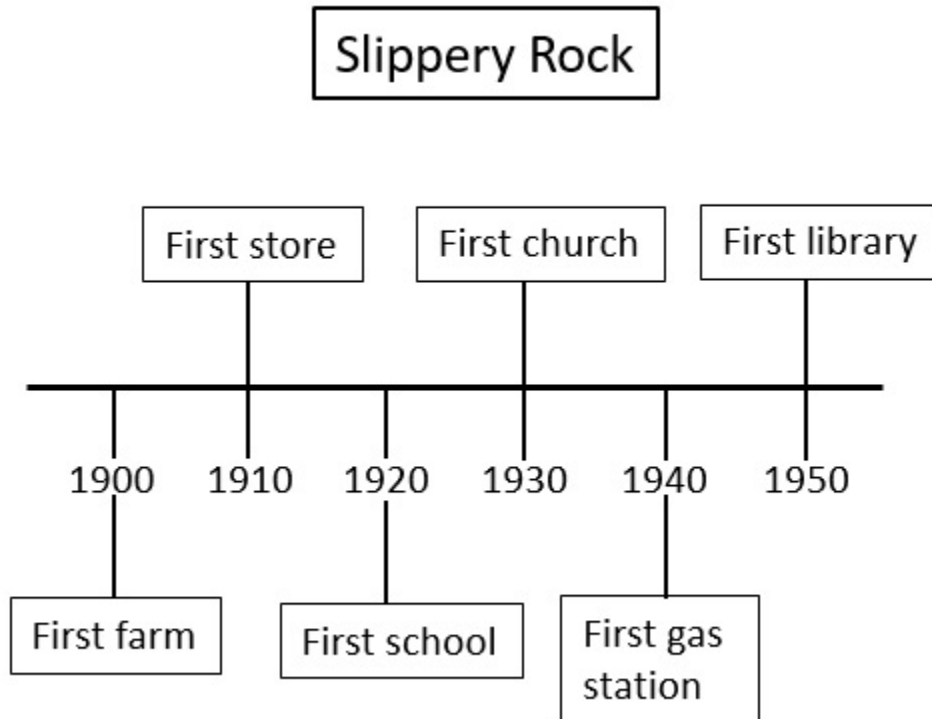 Slippery Rock
First store
First church
First library
1900
1910
1920
1930
1940
1950
First farm
First school
First gas
station